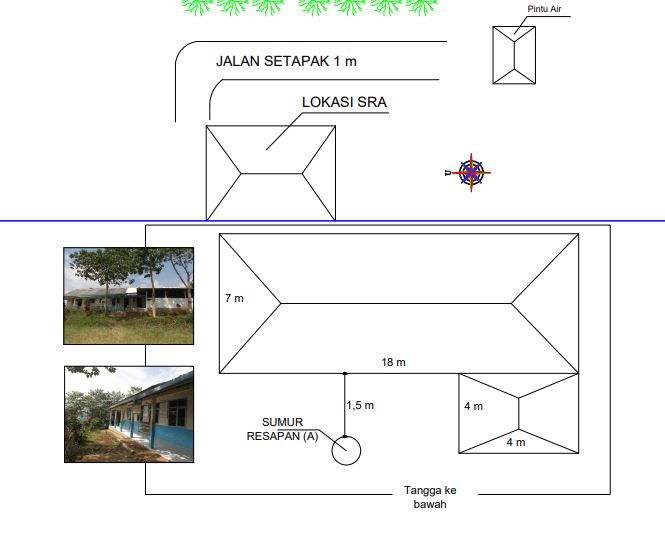 Pintu Air
JALAN SETAPAK 1 m
LOKASI SRA
U
7 m
18 m
1,5 m
4 m
SUMUR
RESAPAN (A)
4 m
Tangga ke
bawah